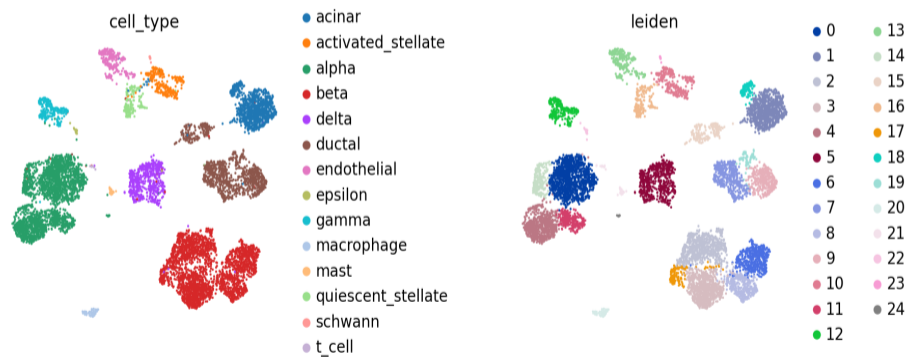 cell_type
acinar
activated_stellate
alpha
beta
delta
ductal
endothelial
epsilon
gamma
macrophage
mast
quiescent_stellate
schwann
t_cell
leiden
0
1
2
3
4
5
6
7
8
9
10
11
12
13
14
15
16
17
18
19
20
21
22
23
24